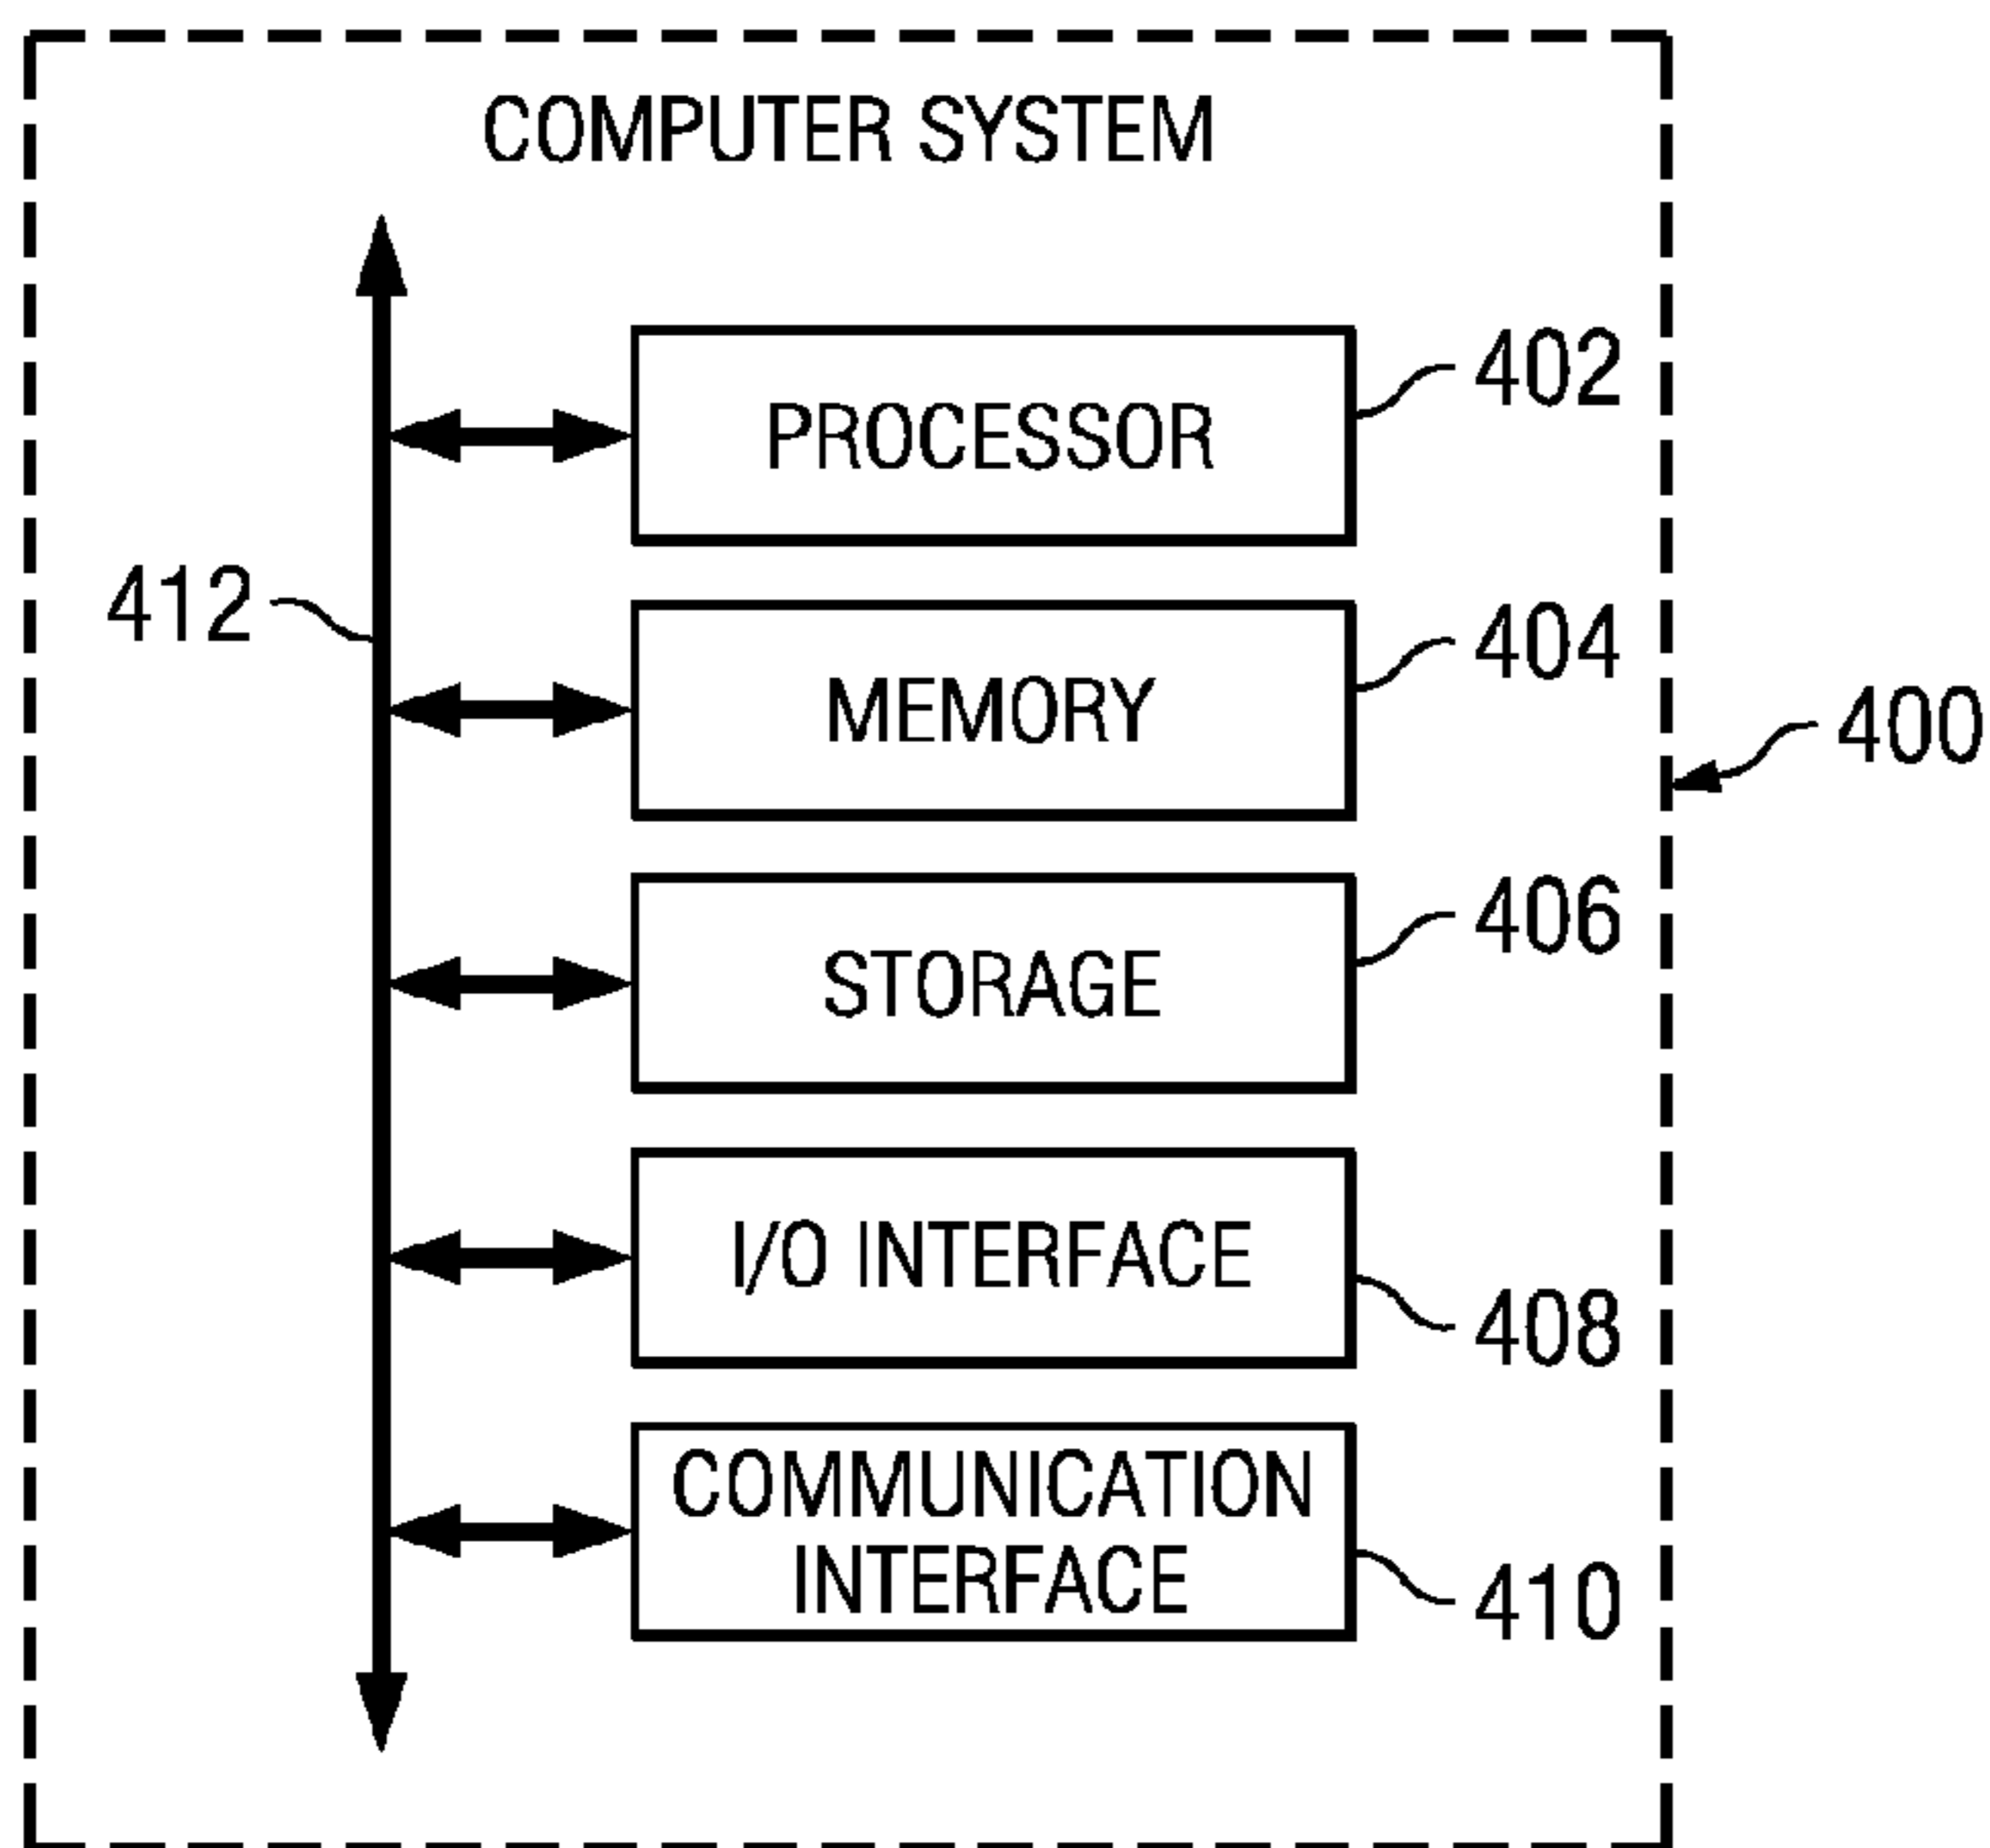 COMPUTER SYSTEM
PROCESSOR
402
412
MEMORY
404
400
STORAGE
406
I/O INTERFACE
408
COMMUNICATION
INTERFACE
410